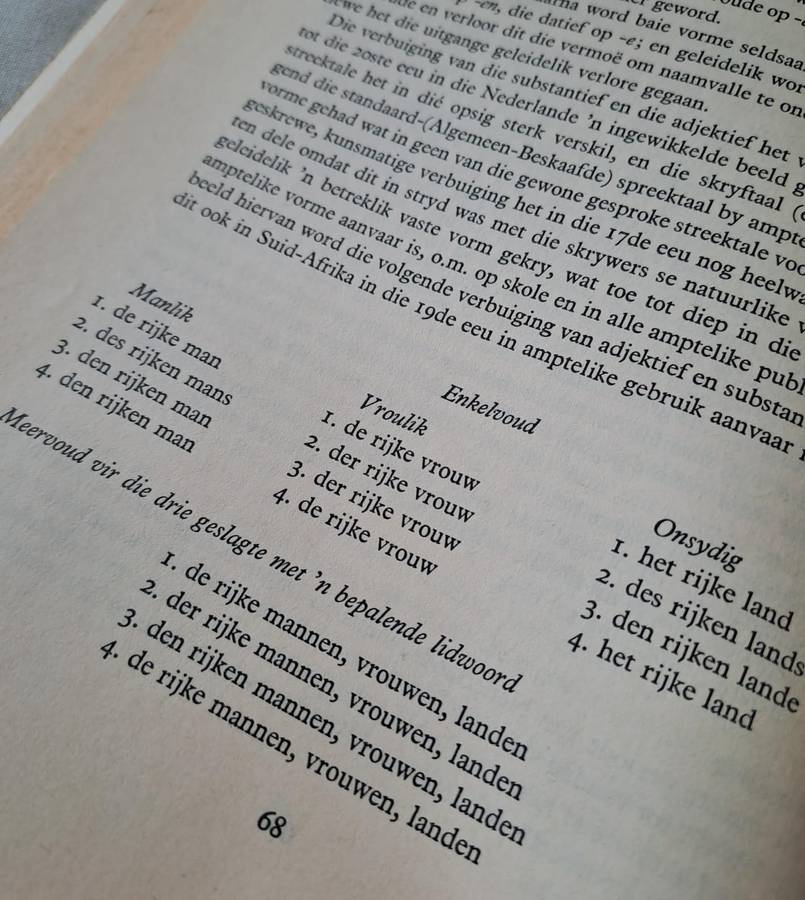 op -
geword.
word baie vorme seldsaa
-en, die datief op -e; en geleidelik wor
en verloor dit die vermoë om naamvalle te on
het die uitgange geleidelik verlore gegaan.
Die verbuiging van die substantief en die adjektief het v
tot die 20ste eeu in die Nederlande 'n ingewikkelde beeld g
streektale het in dié opsig sterk verskil, en die skryftaal (
gend die standaard-(Algemeen-Beskaafde) spreektaal by ampte
vorme gehad wat in geen van die gewone gesproke streektale voo
geskrewe, kunsmatige verbuiging het in die 17de eeu nog heelwa
ten dele omdat dit in stryd was met die skrywers se natuurlike v
geleidelik 'n betreklik vaste vorm gekry, wat toe tot diep in die
amptelike vorme aanvaar is, o.m. op skole en in alle amptelike publ
beeld hiervan word die volgende verbuiging van adjektief en substan
dit ook in Suid-Afrika in die 19de eeu in amptelike gebruik aanvaar
Enkelvoud
Manlik
1. de rijke man
2. des rijken mans
3. den rijken man
4. den rijken man
Vroulik
1. de rijke vrouw
2. der rijke vrouw
3. der rijke vrouw
4. de rijke vrouw
Onsydig
1. het rijke land
2. des rijken lands
3. den rijken lande
4. het rijke land
Meervoud vir die drie geslagte met 'n bepalende lidwoord
1. de rijke mannen, vrouwen, landen
2. der rijke mannen, vrouwen, landen
3. den rijken mannen, vrouwen, landen
4. de rijke mannen, vrouwen, landen
68